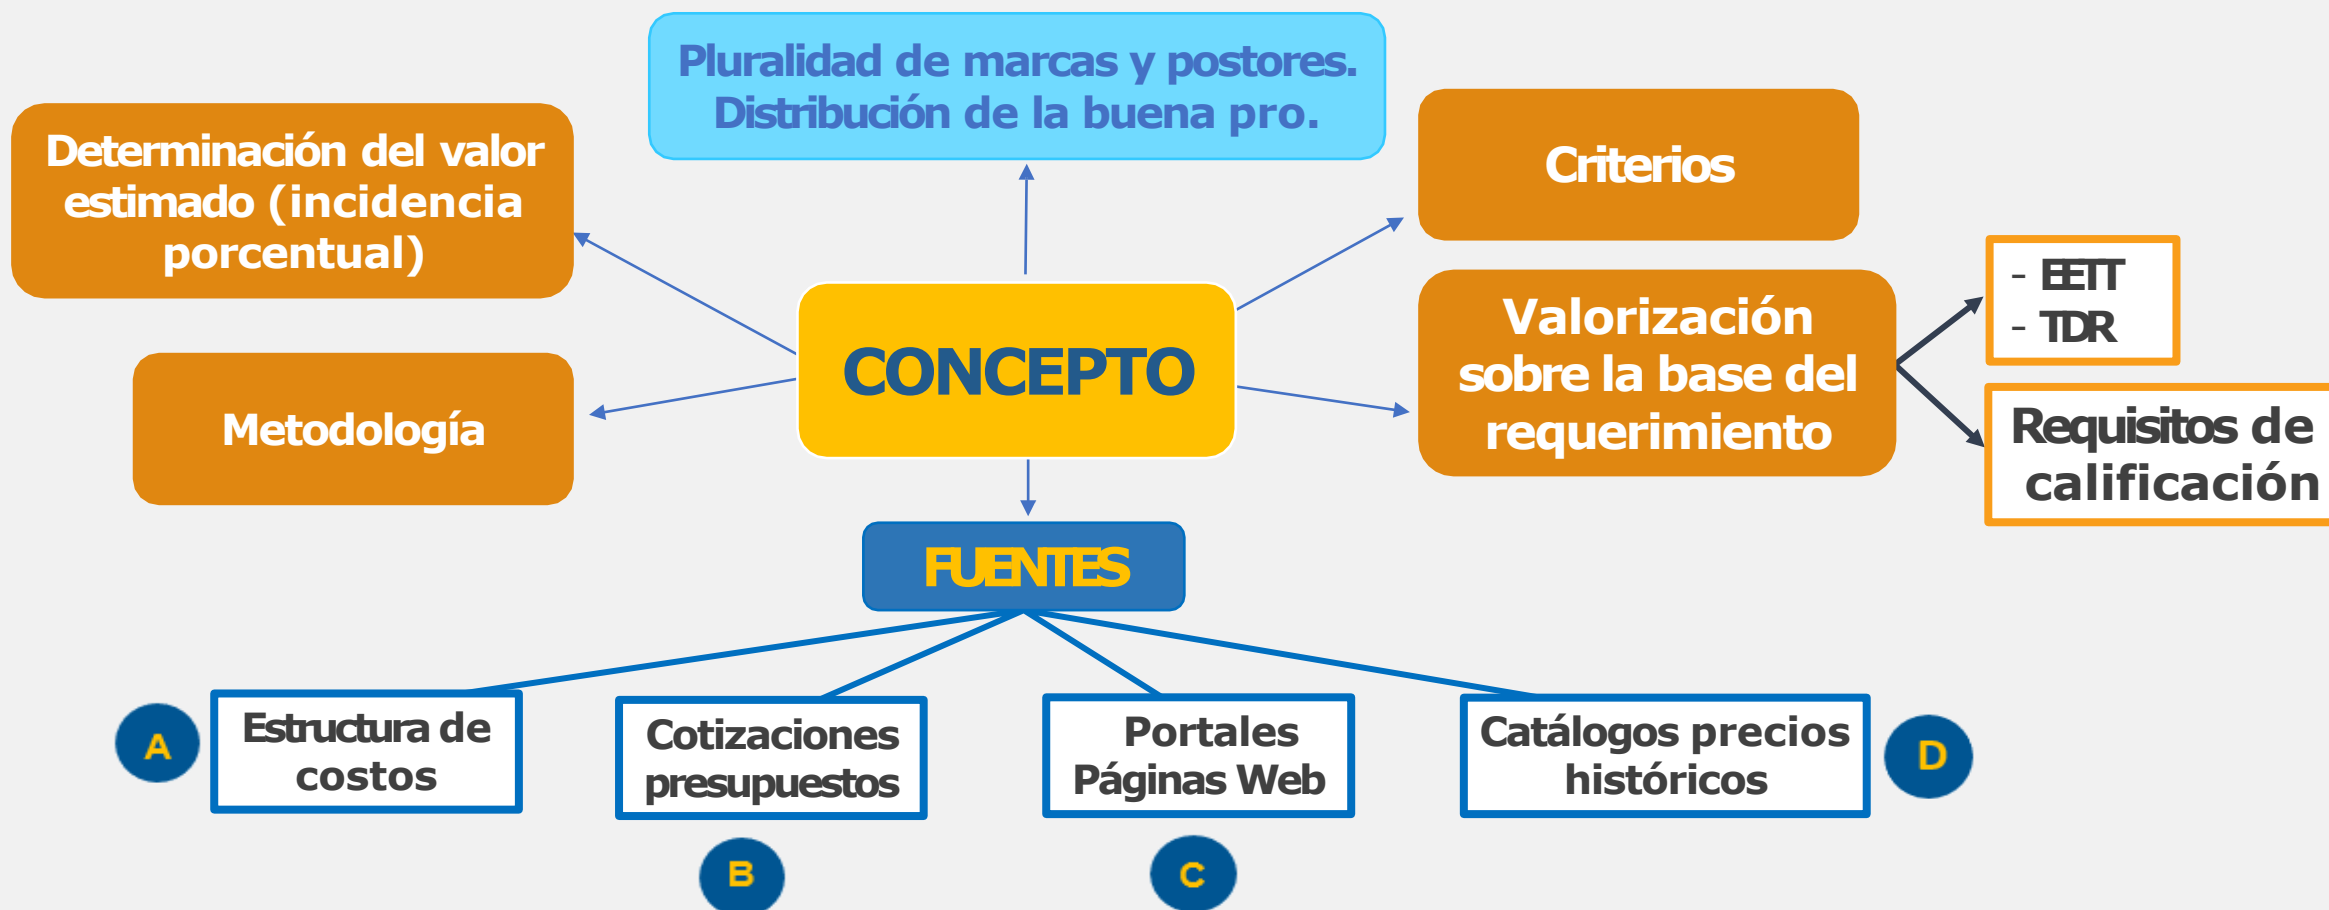 Pluralidad de marcas y postores.
Distribución de la buena pro.
Determinación del valor
estimado (incidencia
porcentual)
Criterios
CONCEPTO
Metodología
Valorización
sobre la base del
requerimiento
- EETT
- TDR
Requisitos de
calificación
FUENTES
A
Estructura de
costos
Cotizaciones
presupuestos
B
Portales
Páginas Web
C
Catálogos precios
históricos
D